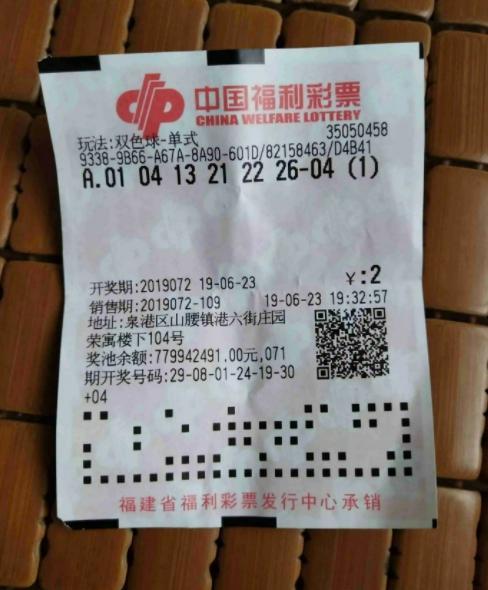 中国福利彩票
CHINA WELFARE LOTTERY
玩法:双色球-单式 35050458
9338-9B66-A67A-8A90-601D/82158463/D4B41
A.01 04 13 21 22 26-04 (1)
开奖期:2019072 19-06-23 ￥:2
销售期:2019072-109 19-06-23 19:32:57
地址:泉港区山腰镇港六街庄园
荣寓楼下104号
奖池余额:779942491.00元,071
期开奖号码:29-08-01-24-19-30
+04
福建省福利彩票发行中心承销